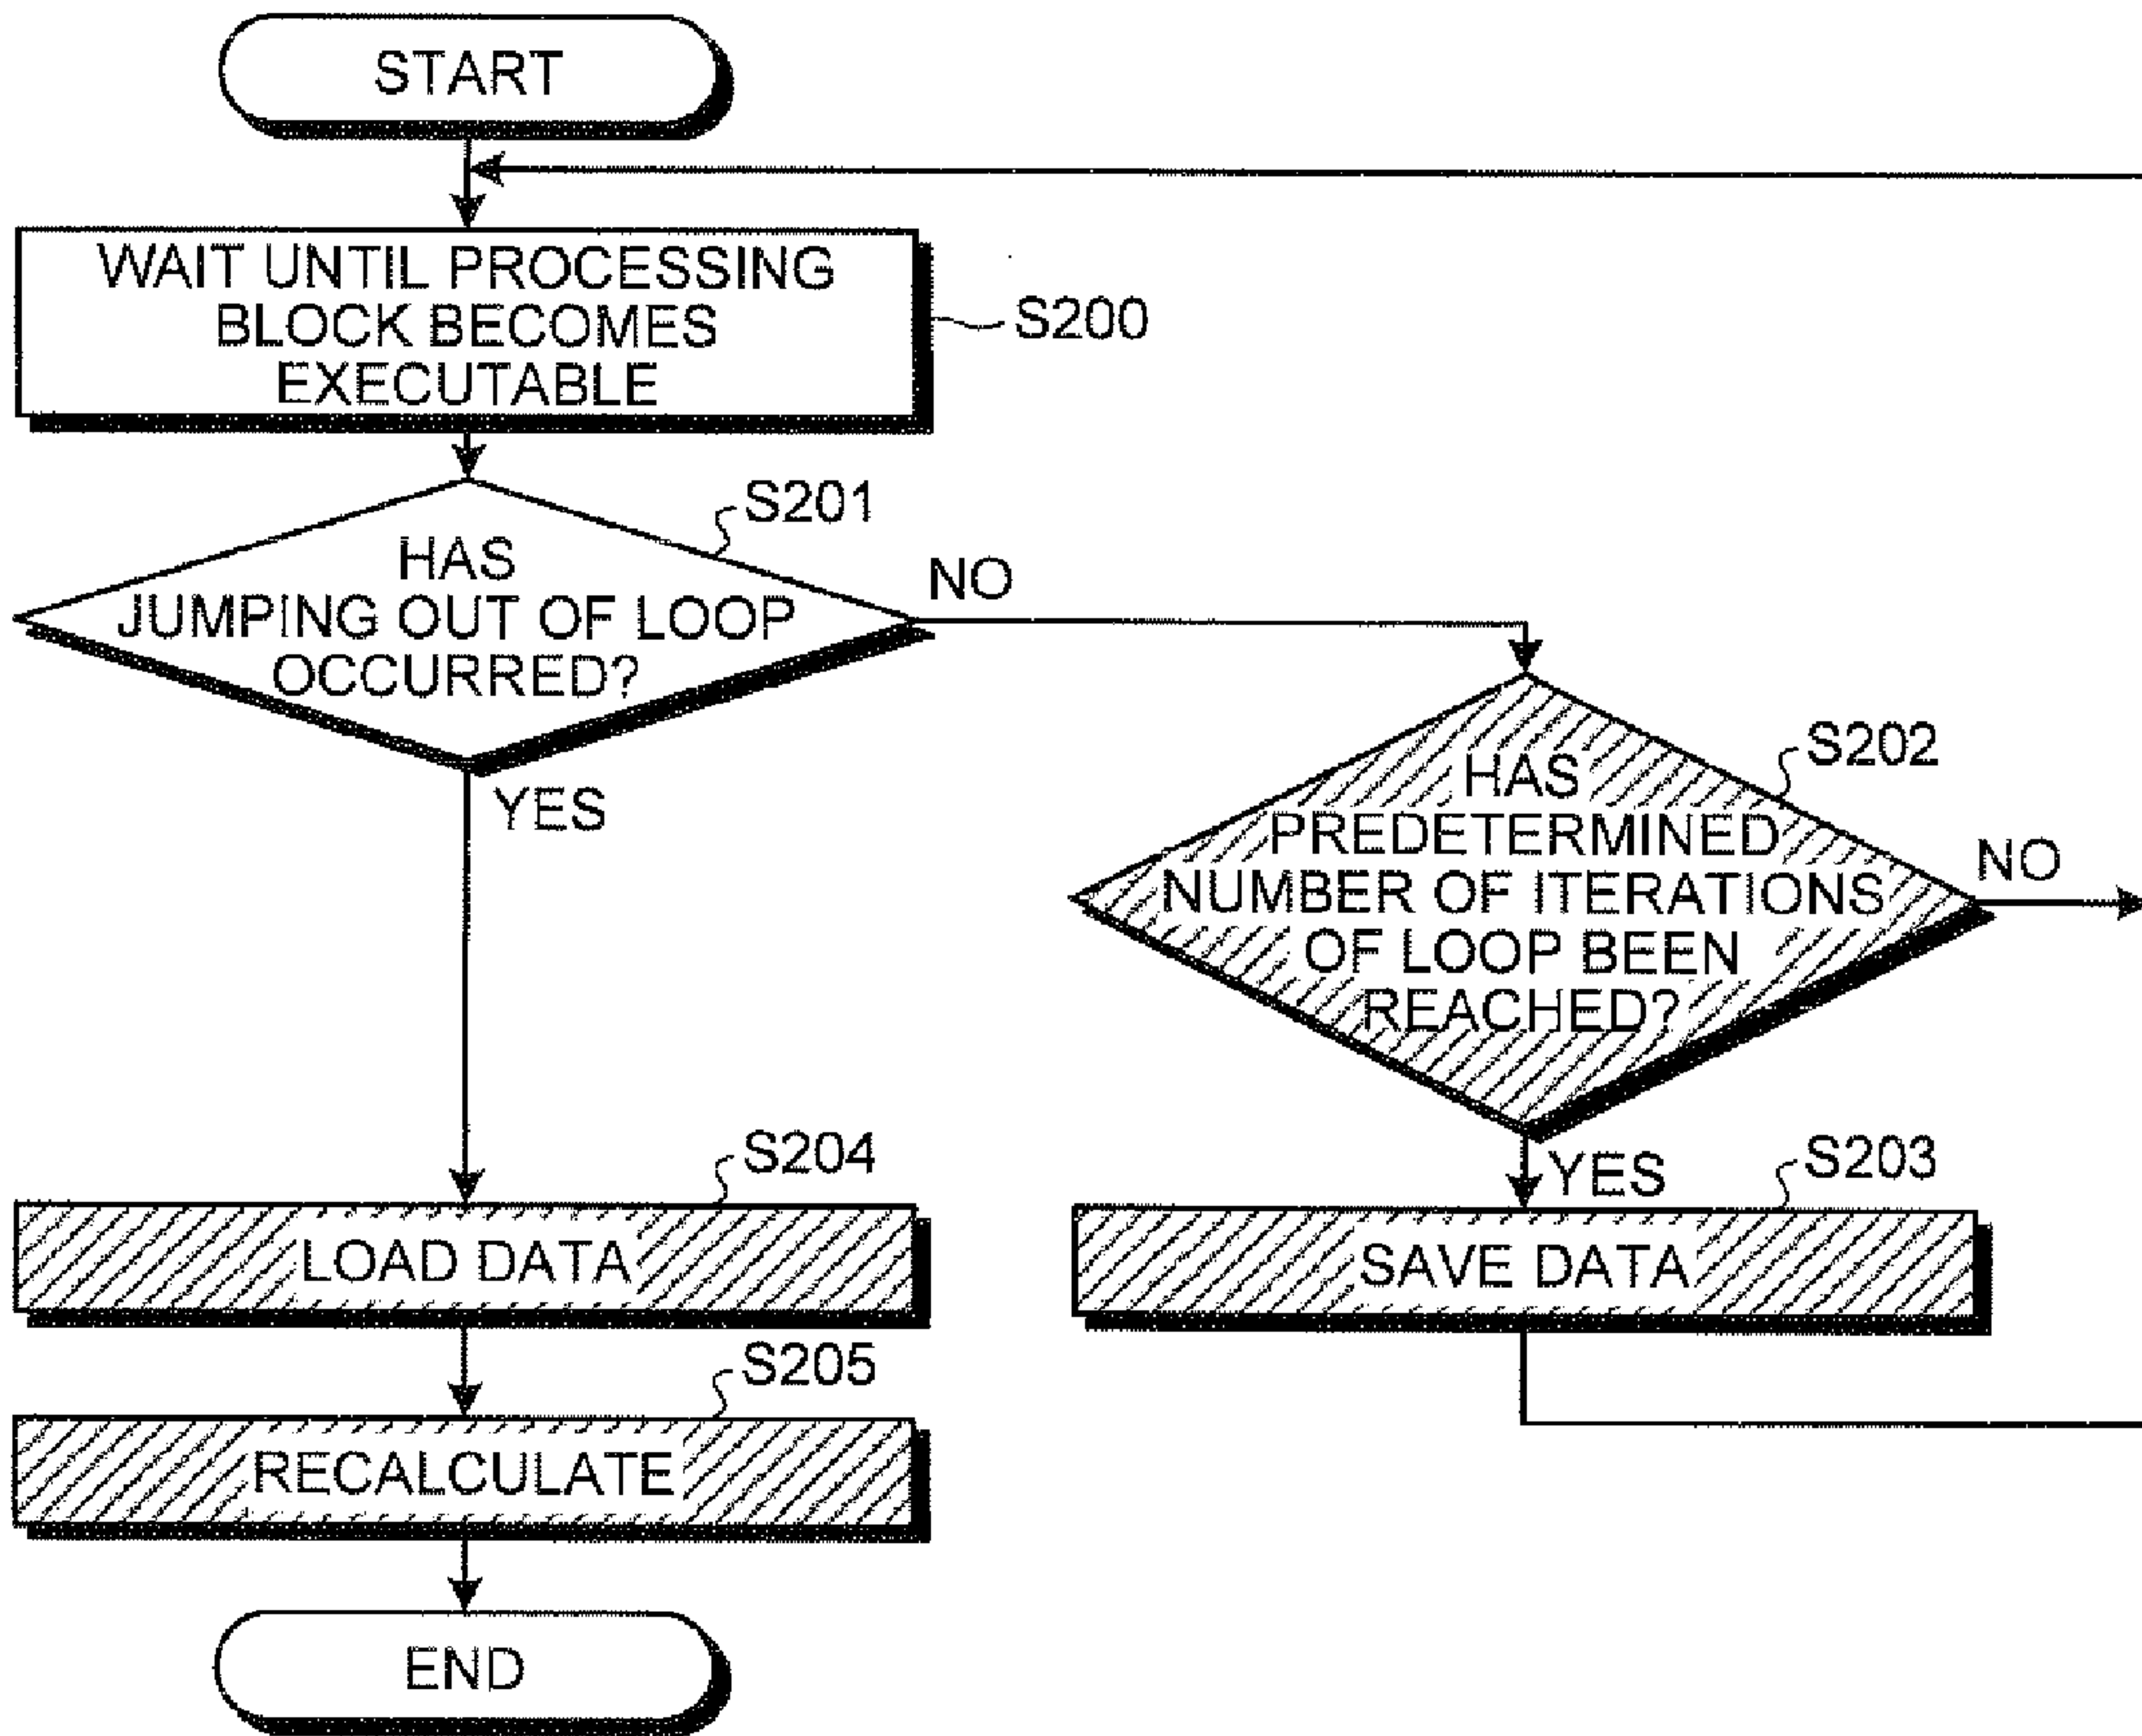 START
WAIT UNTIL PROCESSING
BLOCK BECOMES
EXECUTABLE
S200
S201
HAS
JUMPING OUT OF LOOP
OCCURRED?
NO
YES
S202
HAS
PREDETERMINED
NUMBER OF ITERATIONS
OF LOOP BEEN
REACHED?
NO
YES
S203
SAVE DATA
S204
LOAD DATA
S205
RECALCULATE
END